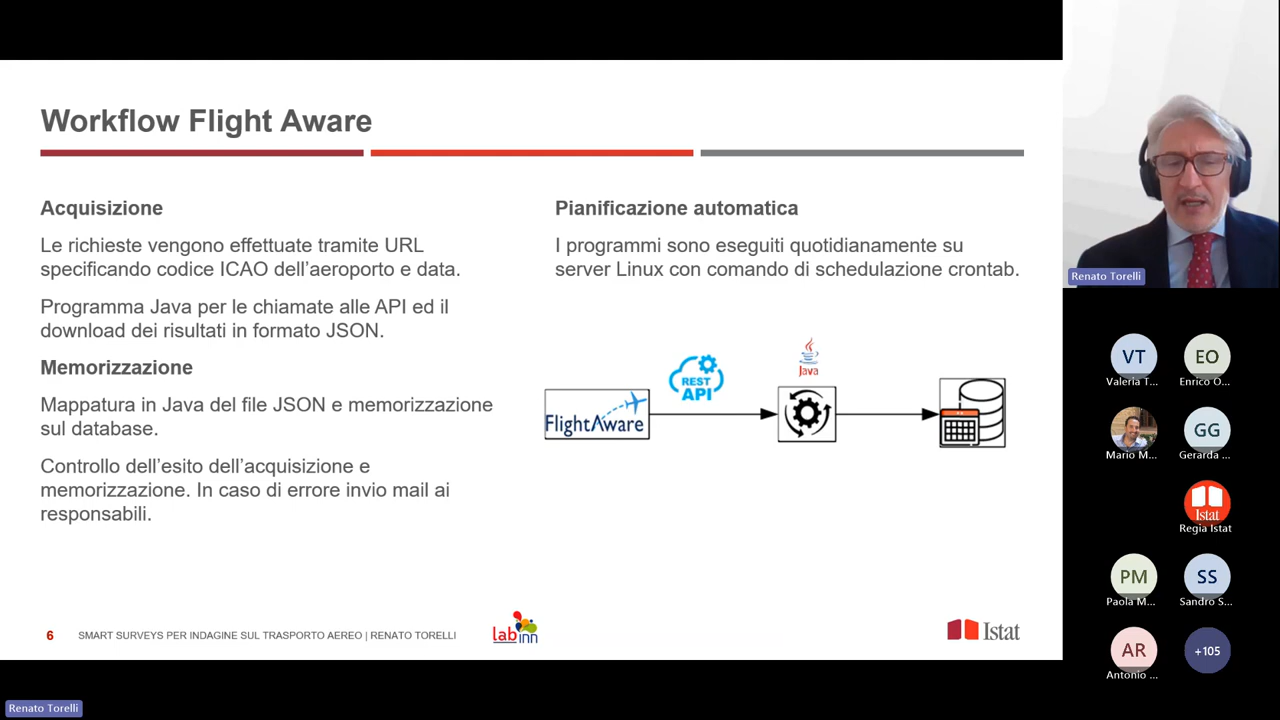 Workflow Flight Aware
Acquisizione
Le richieste vengono effettuate tramite URL
specificando codice ICAO dell'aeroporto e data.
Programma Java per le chiamate alle API ed il
download dei risultati in formato JSON.
Memorizzazione
Mappatura in Java del file JSON e memorizzazione
sul database.
Controllo dell'esito dell'acquisizione e
memorizzazione. In caso di errore invio mail ai
responsabili.
Pianificazione automatica
I programmi sono eseguiti quotidianamente su
server Linux con comando di schedulazione crontab.
REST
API
Java
FlightAware
6
SMART SURVEYS PER INDAGINE SUL TRASPORTO AEREO | RENATO TORELLI
lab inn
Istat
Renato Torelli
VT
Valeria T...
EO
Enrico O...
Mario M...
GG
Gerarda ...
Istat
Regia Istat
PM
Paola M...
SS
Sandro S...
AR
Antonio ...
+105
Renato Torelli